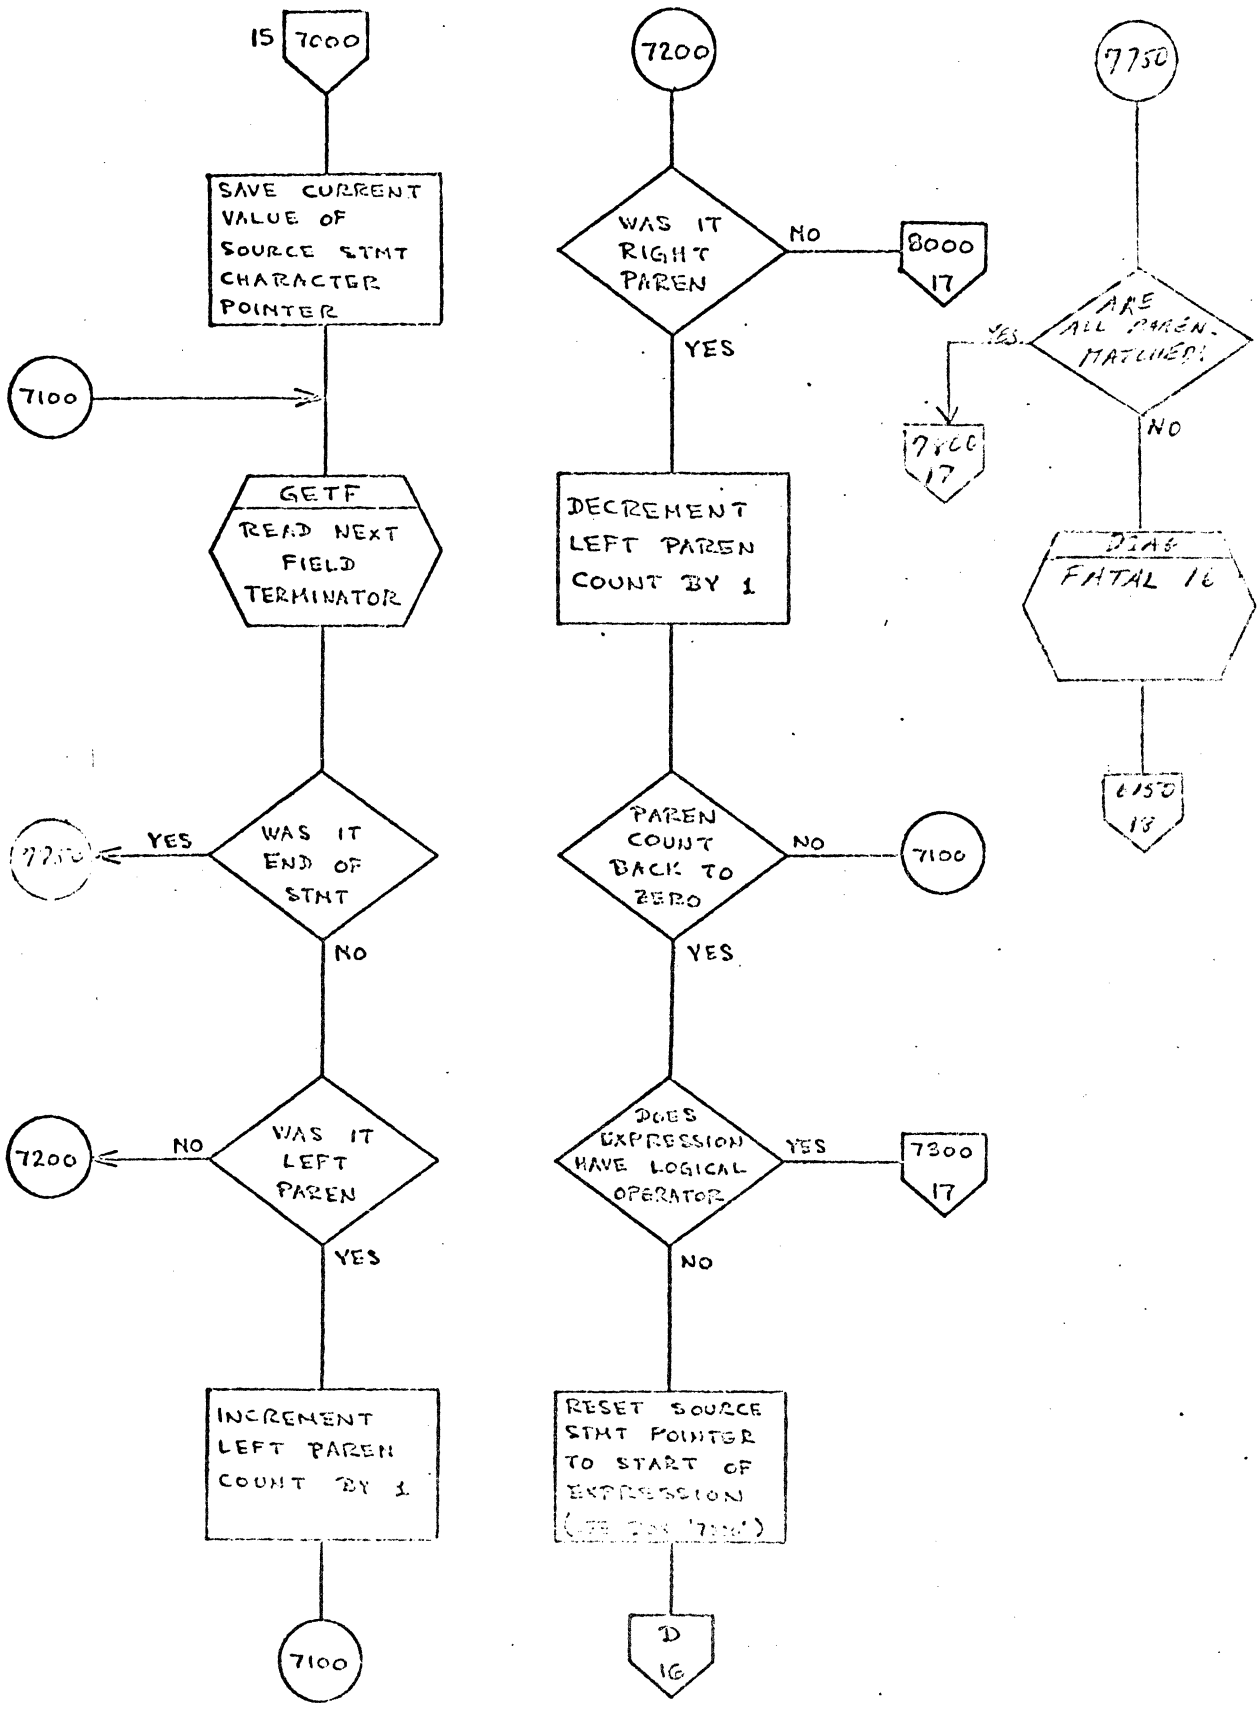 15 7000
SAVE CURRENT
VALUE OF
SOURCE STMT
CHARACTER
POINTER
7100
GETF
READ NEXT
FIELD
TERMINATOR
7750
YES
WAS IT
END OF
STMT
NO
7200
NO
WAS IT
LEFT
PAREN
YES
INCREMENT
LEFT PAREN
COUNT BY 1
7100
7200
WAS IT
RIGHT
PAREN
NO
8000
17
YES
DECREMENT
LEFT PAREN
COUNT BY 1
PAREN
COUNT
BACK TO
ZERO
NO
7100
YES
DOES
EXPRESSION
HAVE LOGICAL
OPERATOR
YES
7300
17
NO
RESET SOURCE
STMT POINTER
TO START OF
EXPRESSION
D
16
7750
ARE
ALL PAREN.
MATCHED?
YES
17
NO
DIAG
FATAL 16
6150
18